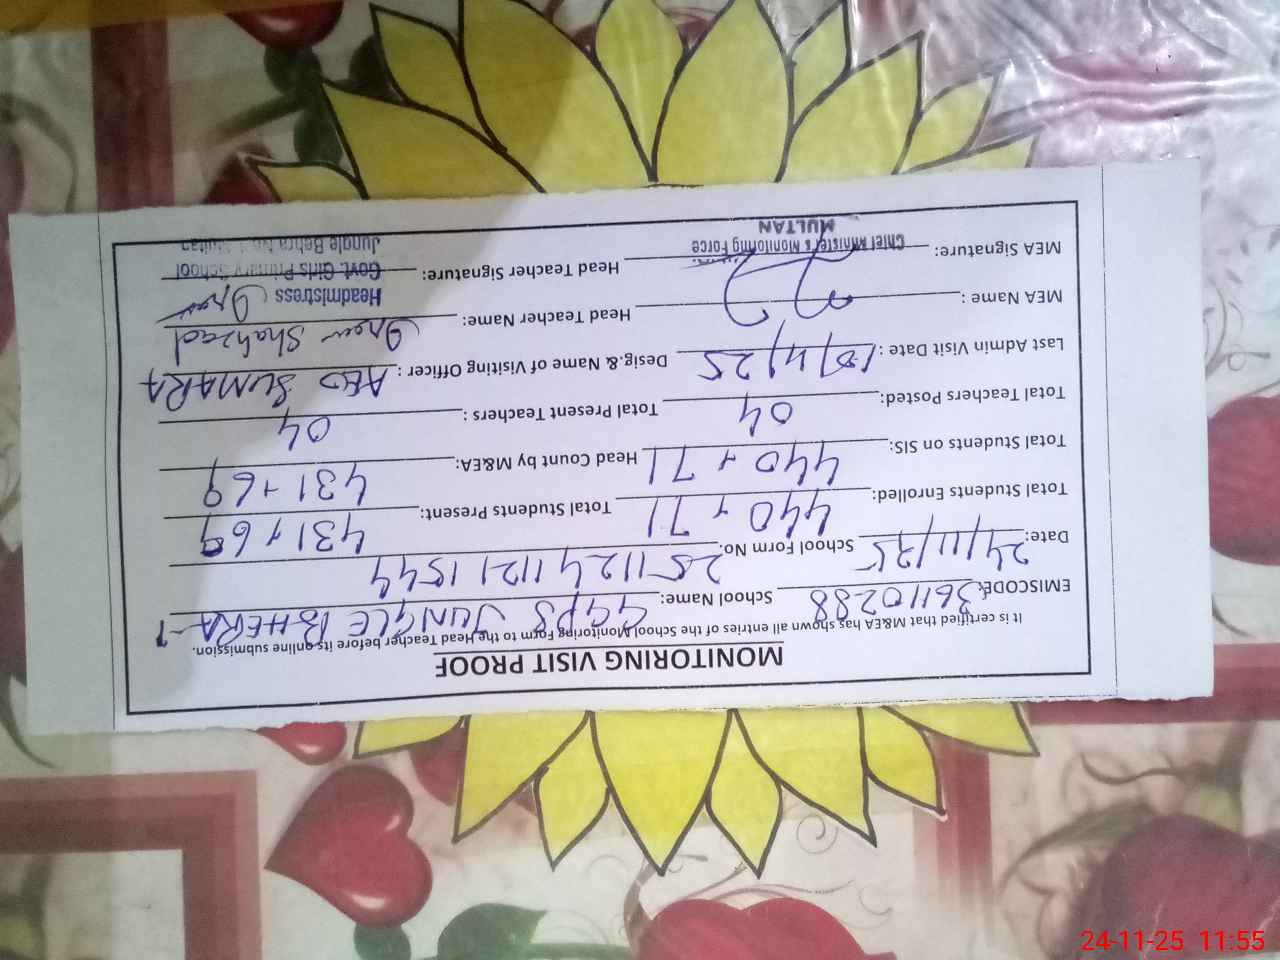 MONITORING VISIT PROOF
It is certified that M&EA has shown all entries of the School Monitoring Form to the Head Teacher before its online submission.
EMISCODE: 36110288 School Name: GGPS JUNGLE BHERA-1
Date: 24/11/25 School Form No: 25112411211544
Total Students Enrolled: 440 + 71 Total Students Present: 431 + 69
Total Students on SIS: 440 + 71 Head Count by M&EA: 431 + 69
Total Teachers Posted: 04 Total Present Teachers : 04
Last Admin Visit Date : /4/25 Desig.& Name of Visiting Officer : AEO SUMARA
MEA Name : Head Teacher Name: Shahzad
MEA Signature: Head Teacher Signature:
Chief Minister's Monitoring Force
MULTAN
Headmistress
Govt. Girls Primary School
Jungle Behra No.1 Multan
24-11-25 11:55